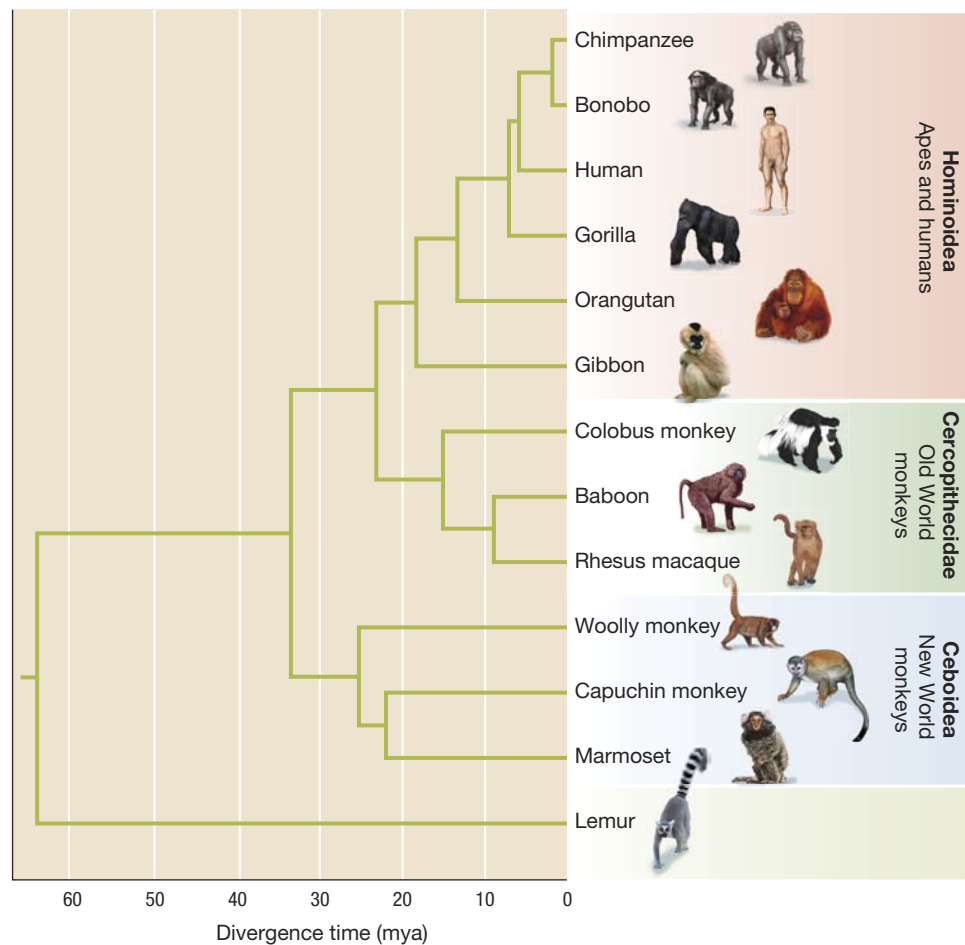 Chimpanzee
Bonobo
Human
Gorilla
Orangutan
Gibbon
Hominoidea
Apes and humans
Colobus monkey
Baboon
Rhesus macaque
Cercopithecidae
Old World
monkeys
Woolly monkey
Capuchin monkey
Marmoset
Ceboidea
New World
monkeys
Lemur
60 50 40 30 20 10 0
Divergence time (mya)